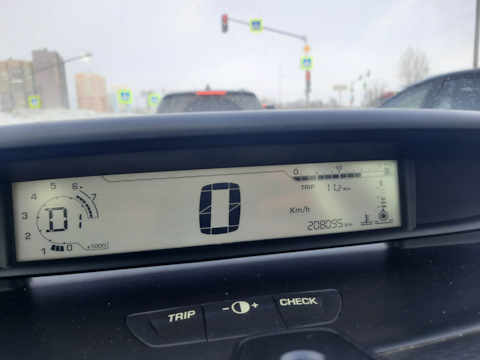 5 6
4 7
3 D1
2
1 0 x1000
0
0
TRIP 11.2 Km
Km/h
208095 Km
TRIP
- +
CHECK